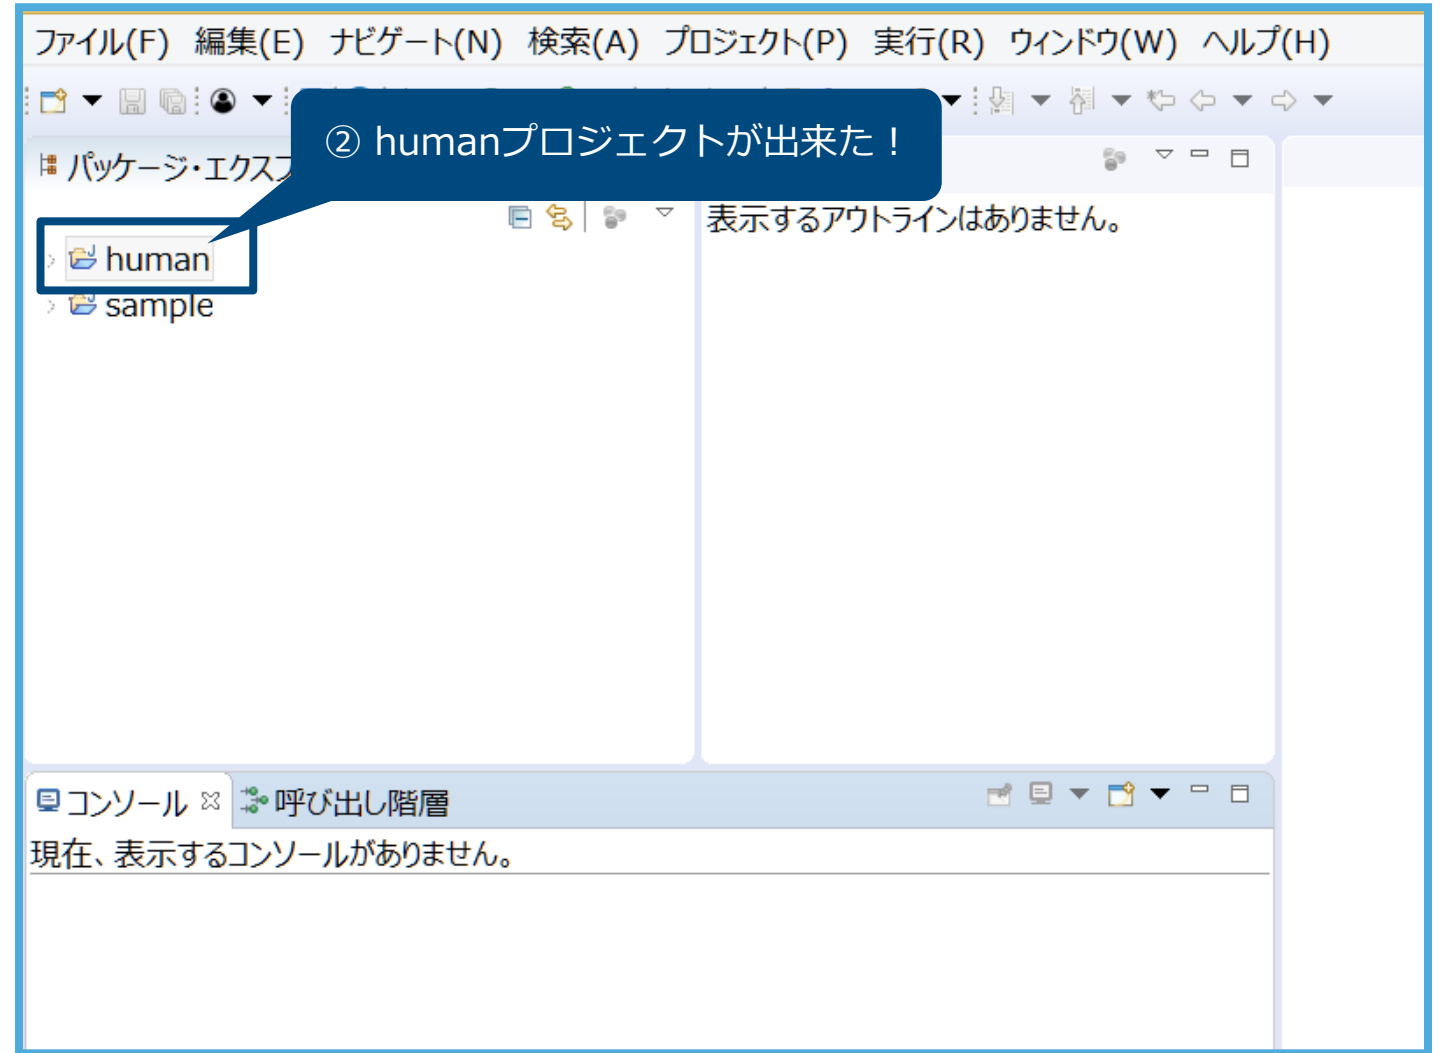 ファイル(F) 編集(E) ナビゲート(N) 検索(A) プロジェクト(P) 実行(R) ウィンドウ(W) ヘルプ(H)
② humanプロジェクトが出来た！
パッケージ・エクスプ
表示するアウトラインはありません。
human
sample
コンソール 呼び出し階層
現在、表示するコンソールがありません。